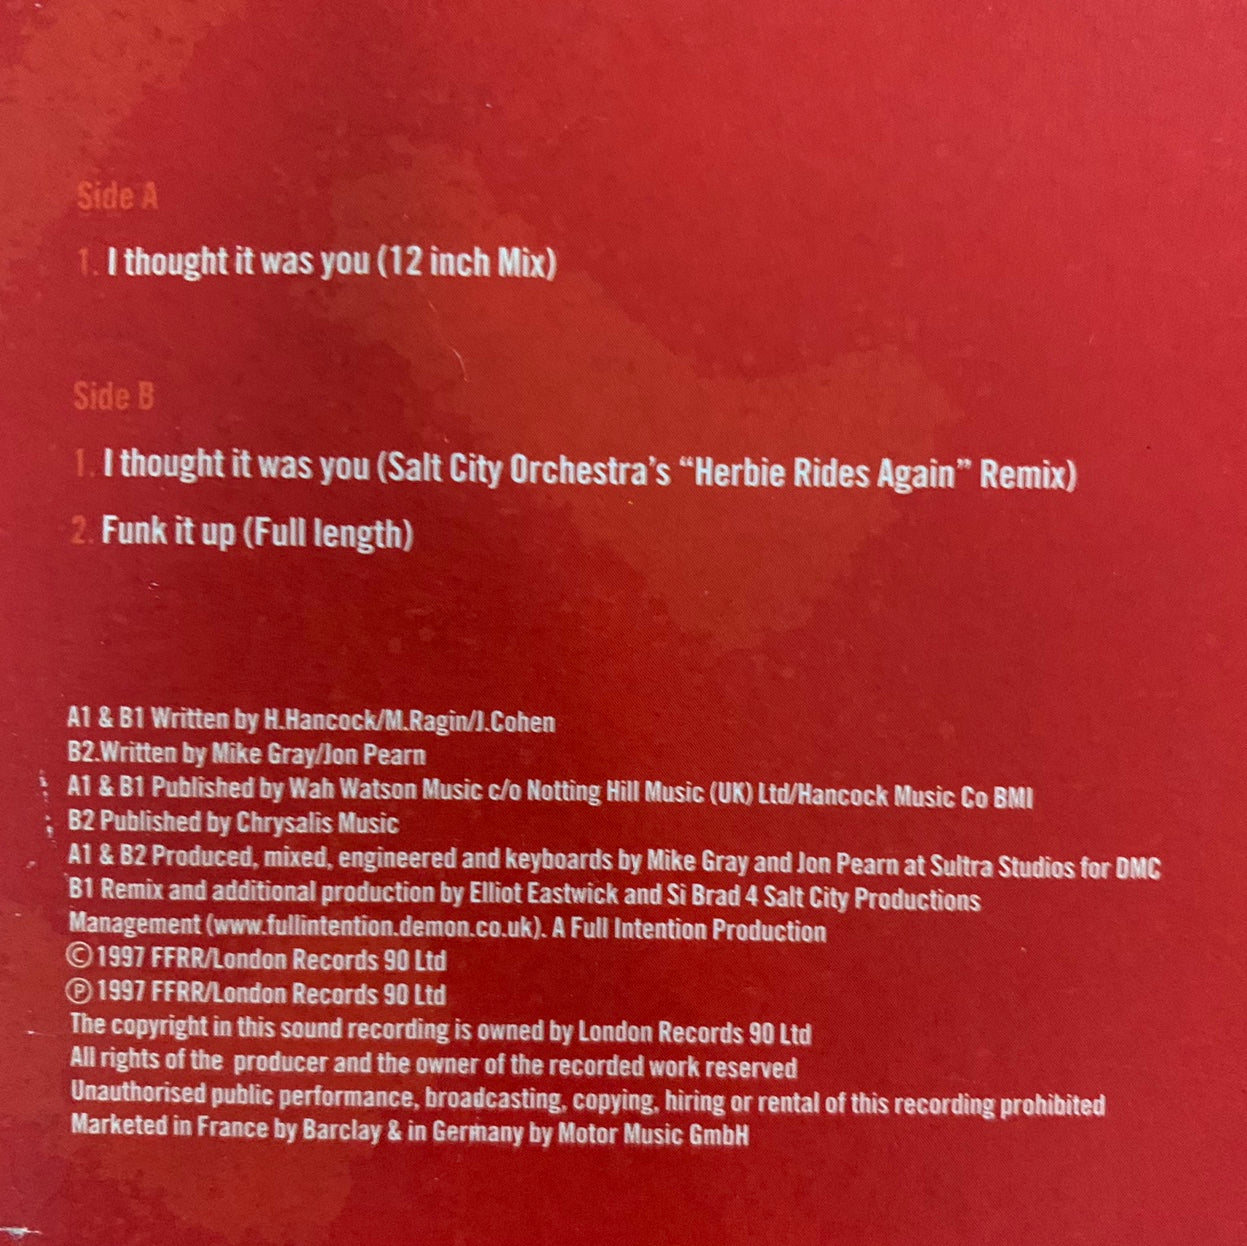 Side A
1. I thought it was you (12 inch Mix)
Side B
1. I thought it was you (Salt City Orchestra's “Herbie Rides Again” Remix)
2. Funk it up (Full length)
A1 & B1 Written by H.Hancock/M.Ragin/J.Cohen
B2.Written by Mike Gray/Jon Pearn
A1 & B1 Published by Wah Watson Music c/o Notting Hill Music (UK) Ltd/Hancock Music Co BMI
B2 Published by Chrysalis Music
A1 & B2 Produced, mixed, engineered and keyboards by Mike Gray and Jon Pearn at Sultra Studios for DMC
B1 Remix and additional production by Elliot Eastwick and Si Brad 4 Salt City Productions
Management (www.fullintention.demon.co.uk). A Full Intention Production
© 1997 FFRR/London Records 90 Ltd
℗ 1997 FFRR/London Records 90 Ltd
The copyright in this sound recording is owned by London Records 90 Ltd
All rights of the producer and the owner of the recorded work reserved
Unauthorised public performance, broadcasting, copying, hiring or rental of this recording prohibited
Marketed in France by Barclay & in Germany by Motor Music GmbH